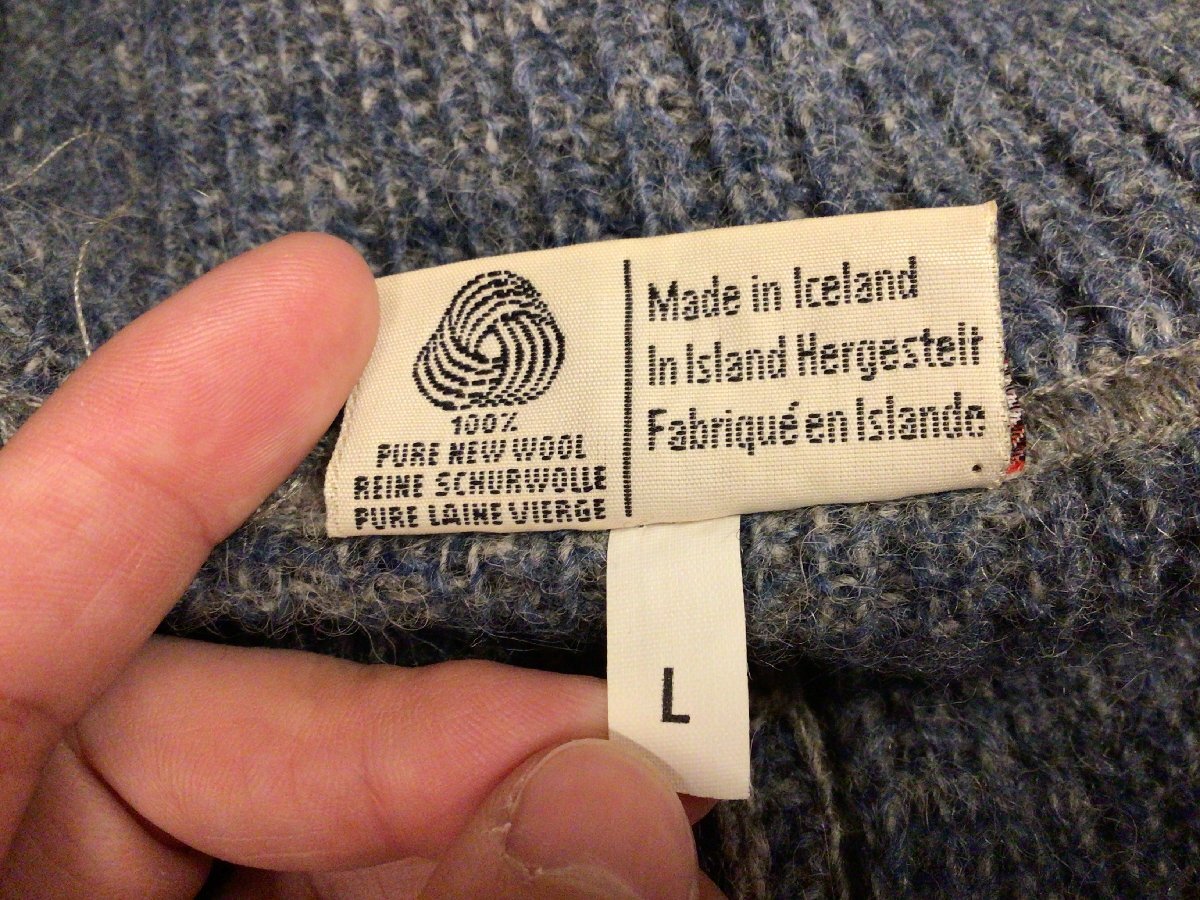 100%
PURE NEW WOOL
REINE SCHURWOLLE
PURE LAINE VIERGE
Made in Iceland
In Island Hergestelt
Fabriqué en Islande
L